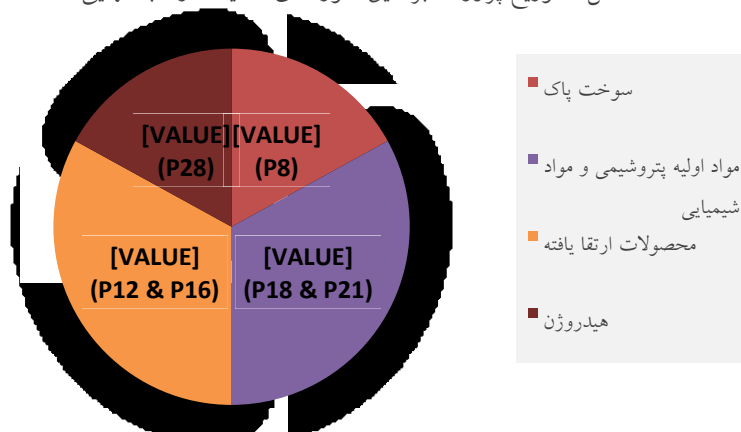 [VALUE]
(P28)
[VALUE]
(P8)
[VALUE]
(P12 & P16)
[VALUE]
(P18 & P21)
سوخت پاک
مواد اولیه پتروشیمی و مواد
شیمیایی
محصولات ارتقا یافته
هیدروژن